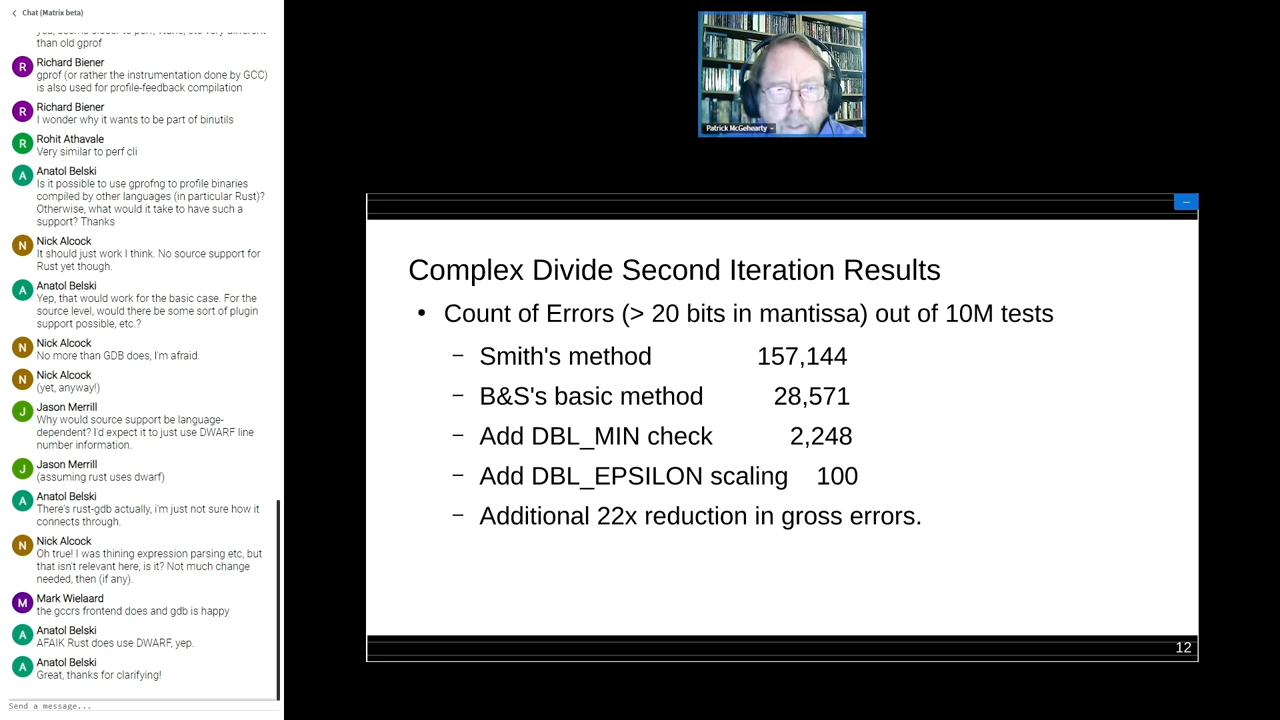 Chat (Matrix beta)
than old gprof
Richard Biener
gprof (or rather the instrumentation done by GCC)
is also used for profile-feedback compilation
Richard Biener
I wonder why it wants to be part of binutils
Rohit Athavale
Very similar to perf cli
Anatol Belski
Is it possible to use gprofng to profile binaries
compiled by other languages (in particular Rust)?
Otherwise, what would it take to have such a
support? Thanks
Nick Alcock
It should just work I think. No source support for
Rust yet though.
Anatol Belski
Yep, that would work for the basic case. For the
source level, would there be some sort of plugin
support possible, etc.?
Nick Alcock
No more than GDB does, I'm afraid.
Nick Alcock
(yet, anyway!)
Jason Merrill
Why would source support be language-
dependent? I'd expect it to just use DWARF line
number information.
Jason Merrill
(assuming rust uses dwarf)
Anatol Belski
There's rust-gdb actually, i'm just not sure how it
connects through.
Nick Alcock
Oh true! I was thining expression parsing etc, but
that isn't relevant here, is it? Not much change
needed, then (if any).
Mark Wielaard
the gccrs frontend does and gdb is happy
Anatol Belski
AFAIK Rust does use DWARF, yep.
Anatol Belski
Great, thanks for clarifying!
Send a message...
Patrick McGehearty
Complex Divide Second Iteration Results
• Count of Errors (> 20 bits in mantissa) out of 10M tests
– Smith's method 157,144
– B&S's basic method 28,571
– Add DBL_MIN check 2,248
– Add DBL_EPSILON scaling 100
– Additional 22x reduction in gross errors.
12